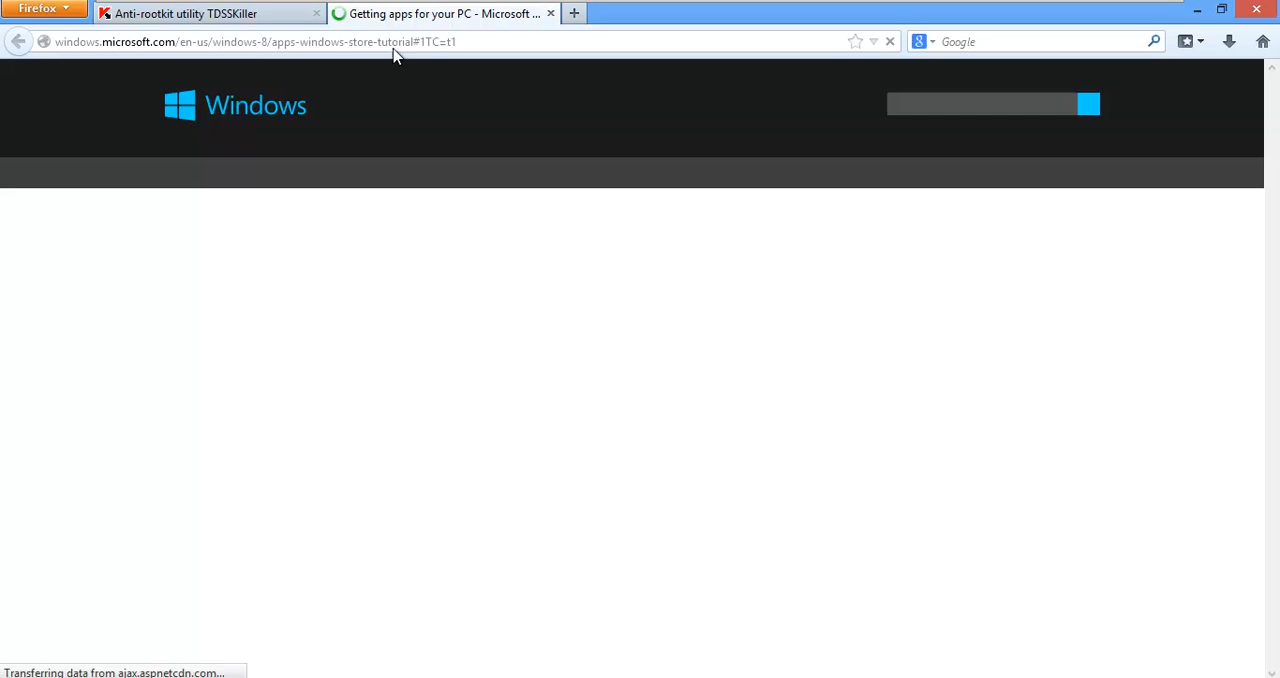 Firefox
Anti-rootkit utility TDSSKiller
Getting apps for your PC - Microsoft ...
windows.microsoft.com/en-us/windows-8/apps-windows-store-tutorial#1TC=t1
Google
Windows
Transferring data from ajax.aspnetcdn.com...